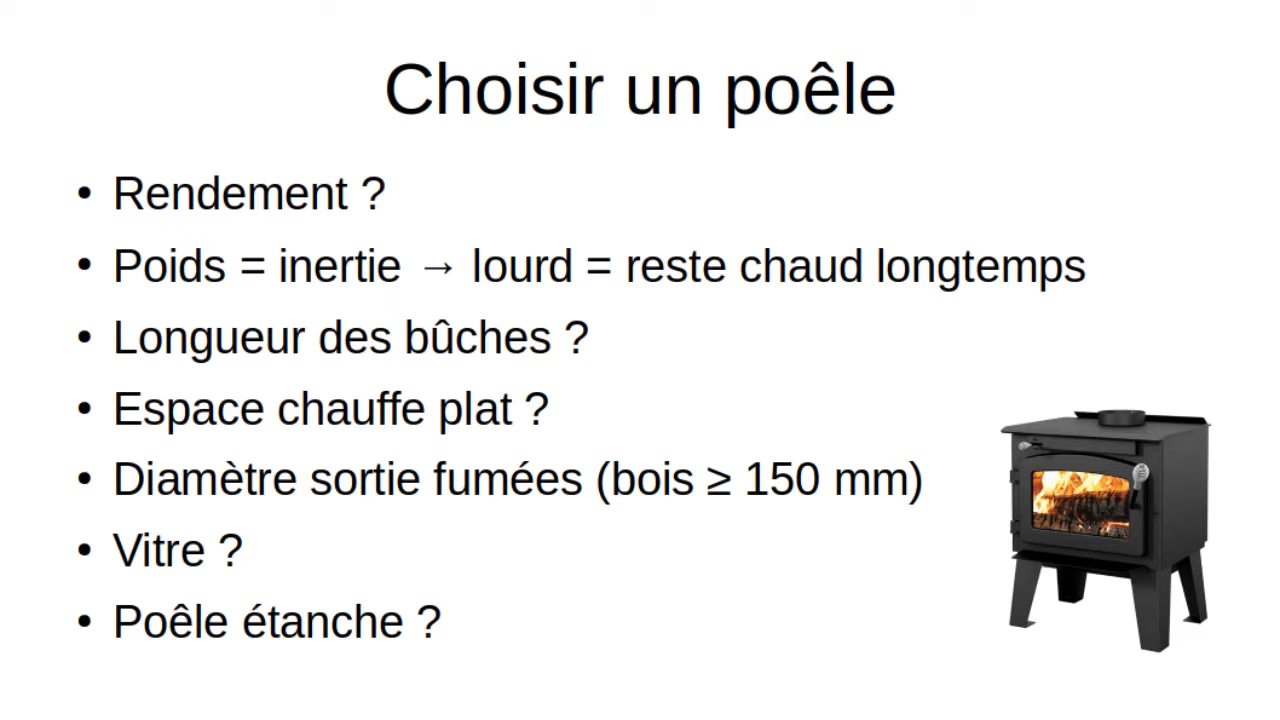 Choisir un poêle
• Rendement ?
• Poids = inertie → lourd = reste chaud longtemps
• Longueur des bûches ?
• Espace chauffe plat ?
• Diamètre sortie fumées (bois ≥ 150 mm)
• Vitre ?
• Poêle étanche ?